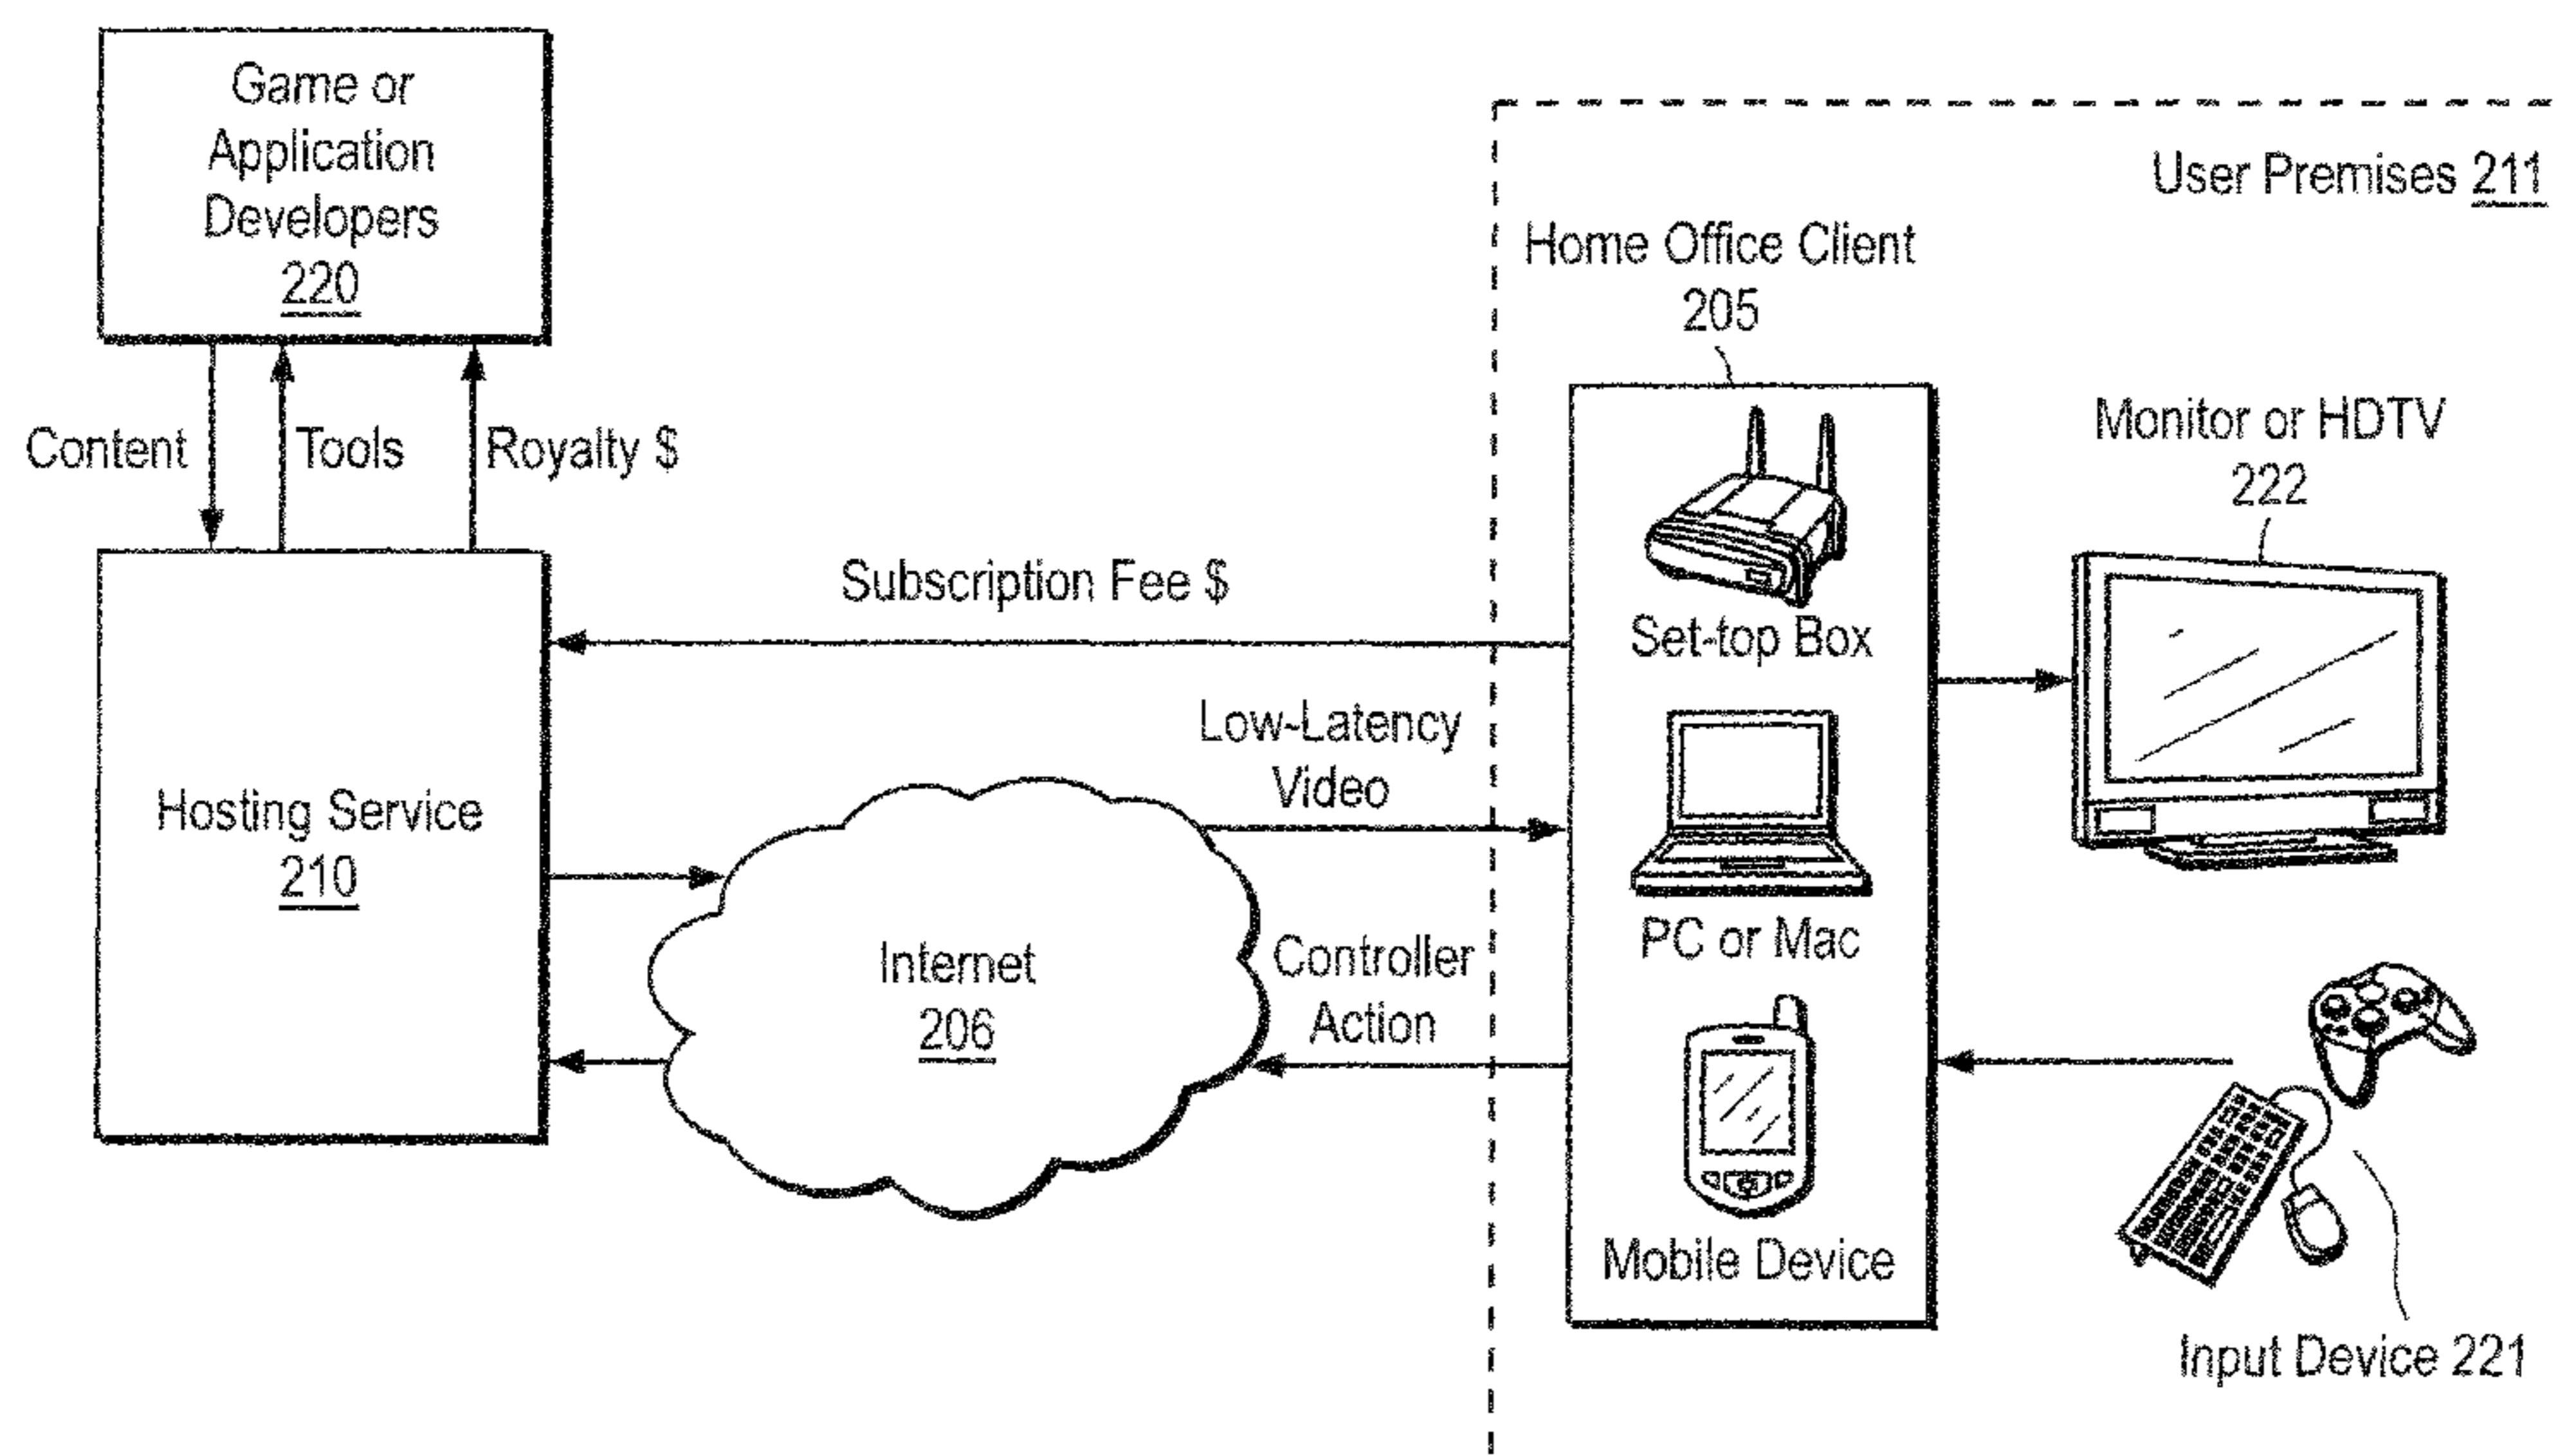 Game or
Application
Developers
220
User Premises 211
Home Office Client
205
Content
Tools
Royalty $
Monitor or HDTV
222
Subscription Fee $
Set-top Box
Low-Latency
Video
Hosting Service
210
PC or Mac
Internet
206
Controller
Action
Mobile Device
Input Device 221